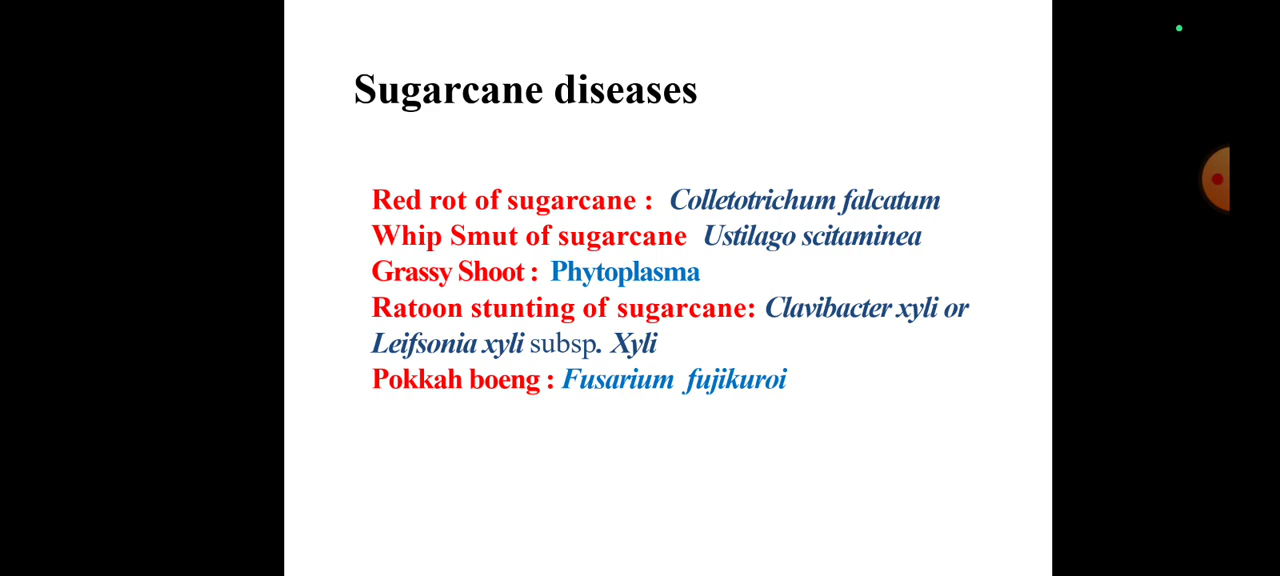 Sugarcane diseases
Red rot of sugarcane : Colletotrichum falcatum
Whip Smut of sugarcane Ustilago scitaminea
Grassy Shoot : Phytoplasma
Ratoon stunting of sugarcane: Clavibacter xyli or
Leifsonia xyli subsp. Xyli
Pokkah boeng : Fusarium fujikuroi